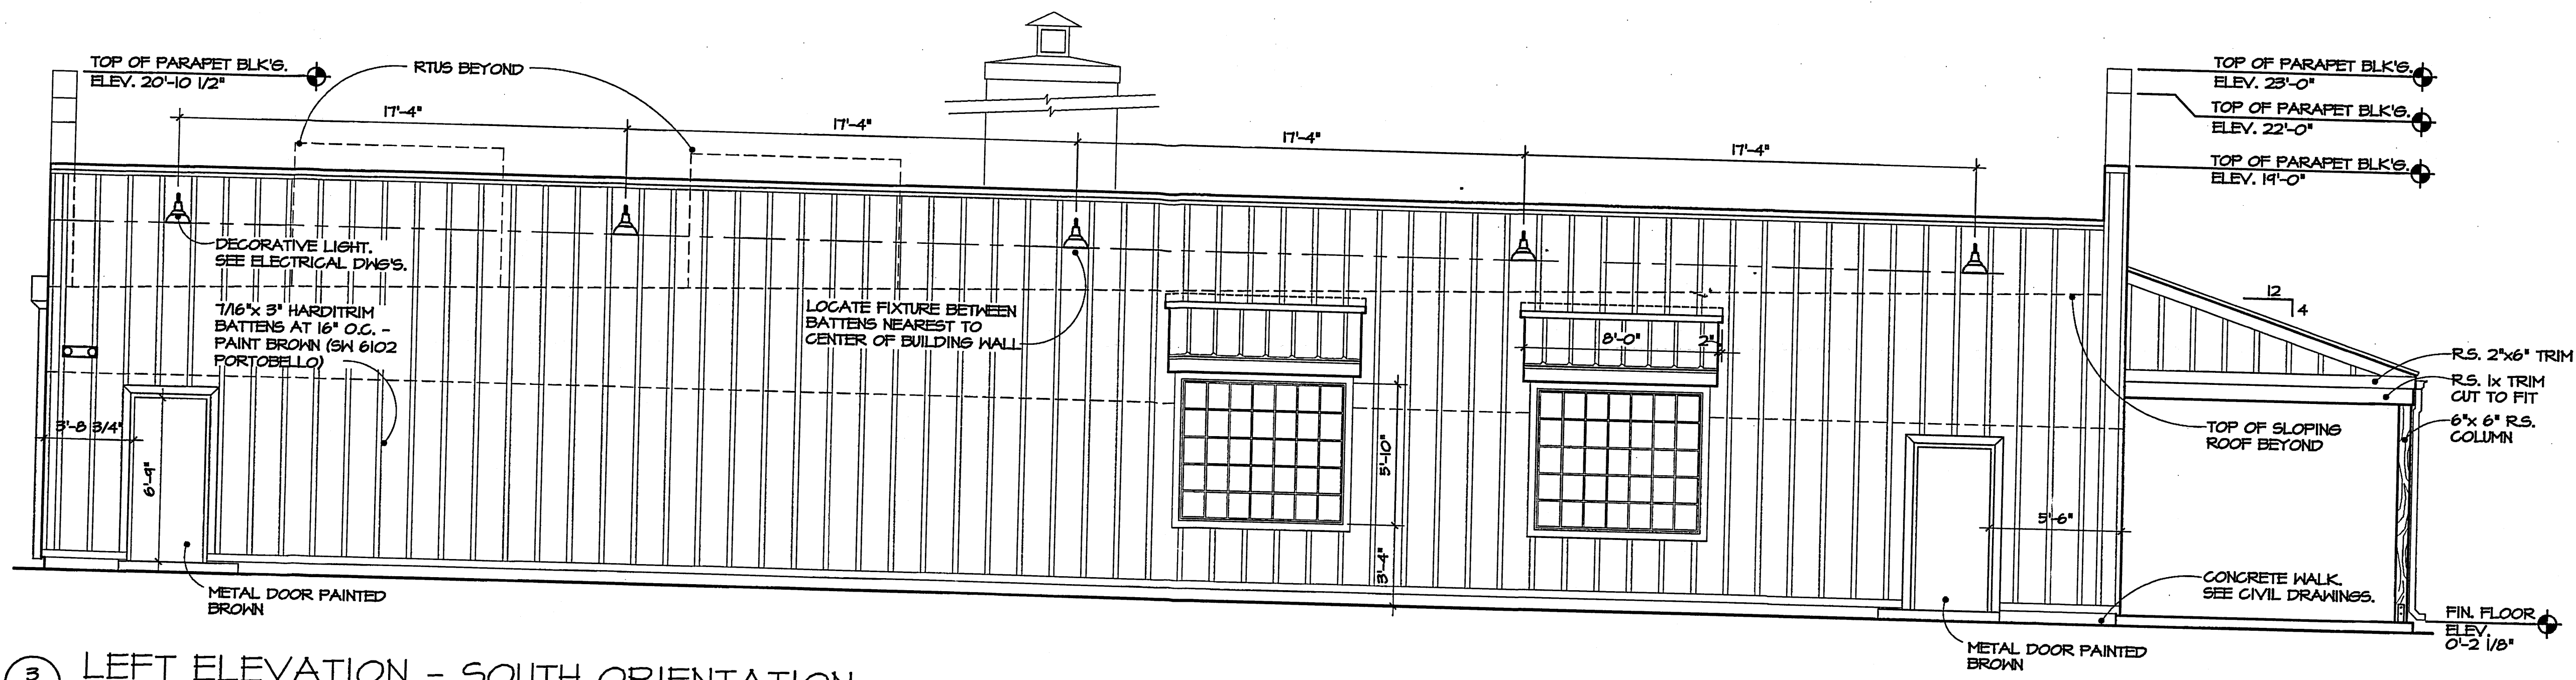 TOP OF PARAPET BLK'G.
ELEV. 20'-10 1/2"
RTUS BEYOND
17'-4"
17'-4"
17'-4"
17'-4"
TOP OF PARAPET BLK'G.
ELEV. 23'-0"
TOP OF PARAPET BLK'G.
ELEV. 22'-0"
TOP OF PARAPET BLK'G.
ELEV. 19'-0"
DECORATIVE LIGHT.
SEE ELECTRICAL DWG'S.
7/16"x 3" HARDITRIM
BATTENS AT 16" O.C. -
PAINT BROWN (SW 6102
PORTOBELLO)
LOCATE FIXTURE BETWEEN
BATTENS NEAREST TO
CENTER OF BUILDING WALL
8'-0"
2"
12
4
R.S. 2"x6" TRIM
R.S. 1x TRIM
CUT TO FIT
6"x 6" R.S.
COLUMN
TOP OF SLOPING
ROOF BEYOND
3'-8 3/4"
6'-9"
5'-10"
3'-4"
5'-6"
METAL DOOR PAINTED
BROWN
CONCRETE WALK.
SEE CIVIL DRAWINGS.
FIN. FLOOR
ELEV.
0'-2 1/8"
METAL DOOR PAINTED
BROWN
3
LEFT ELEVATION - SOUTH ORIENTATION